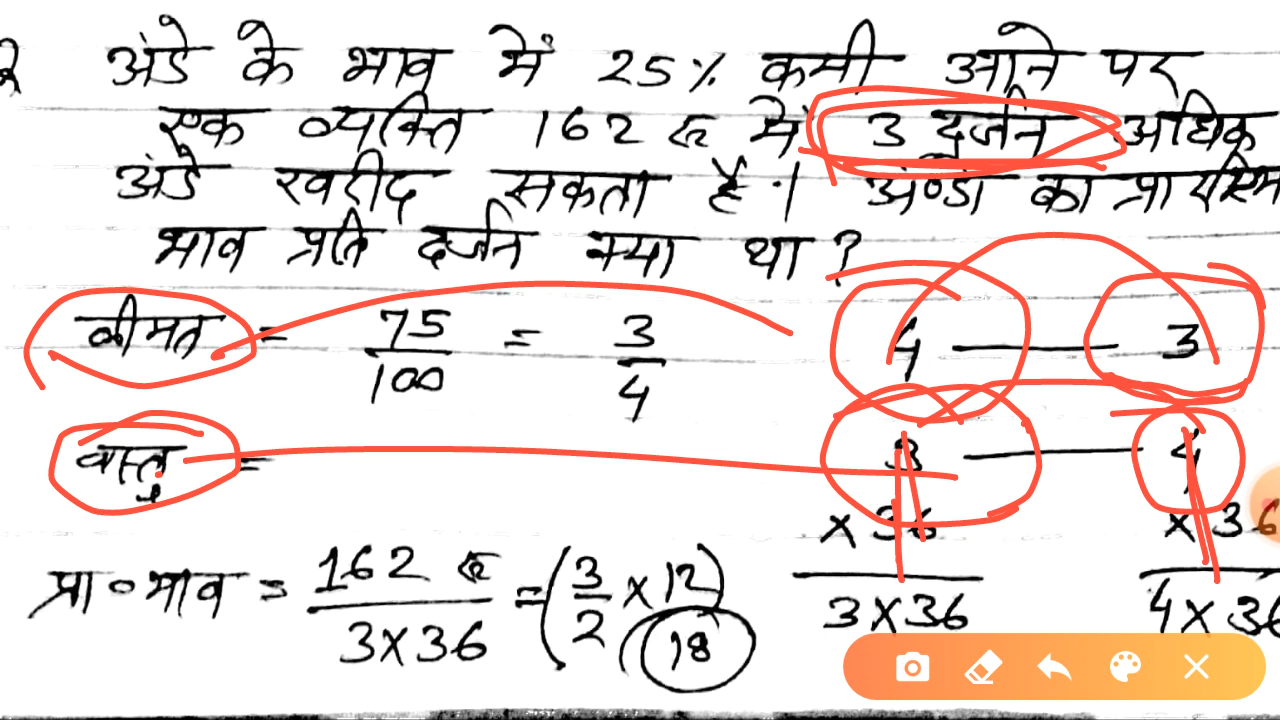 अंडे के भाव में 25% कमी आने पर
एक व्यक्ति 162 रु में 3 दर्जन अधिक
अंडे खरीद सकता है। अण्डों का प्रारम्भि
भाव प्रति दर्जन क्या था?
कीमत = 75/100 = 3/4 4 — 3
वस्तु = 3 — 4
×36 ×36
3×36 4×36
प्रा॰ भाव = 162 रु/3×36 = (3/2 ×12) 18